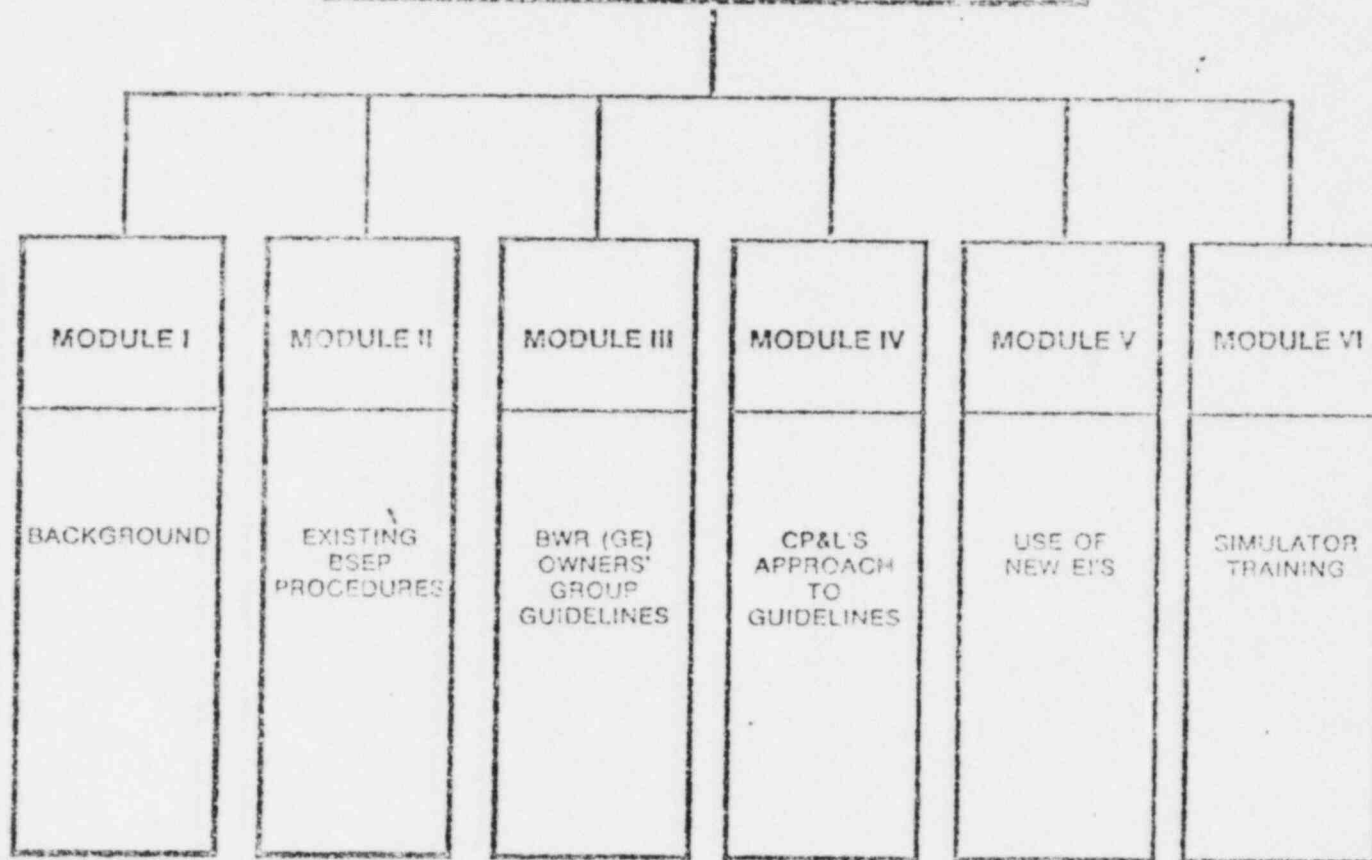 MODULE I
BACKGROUND
MODULE II
EXISTING
BSEP
PROCEDURES
MODULE III
BWR (GE)
OWNERS'
GROUP
GUIDELINES
MODULE IV
CP&L'S
APPROACH
TO
GUIDELINES
MODULE V
USE OF
NEW EI'S
MODULE VI
SIMULATOR
TRAINING